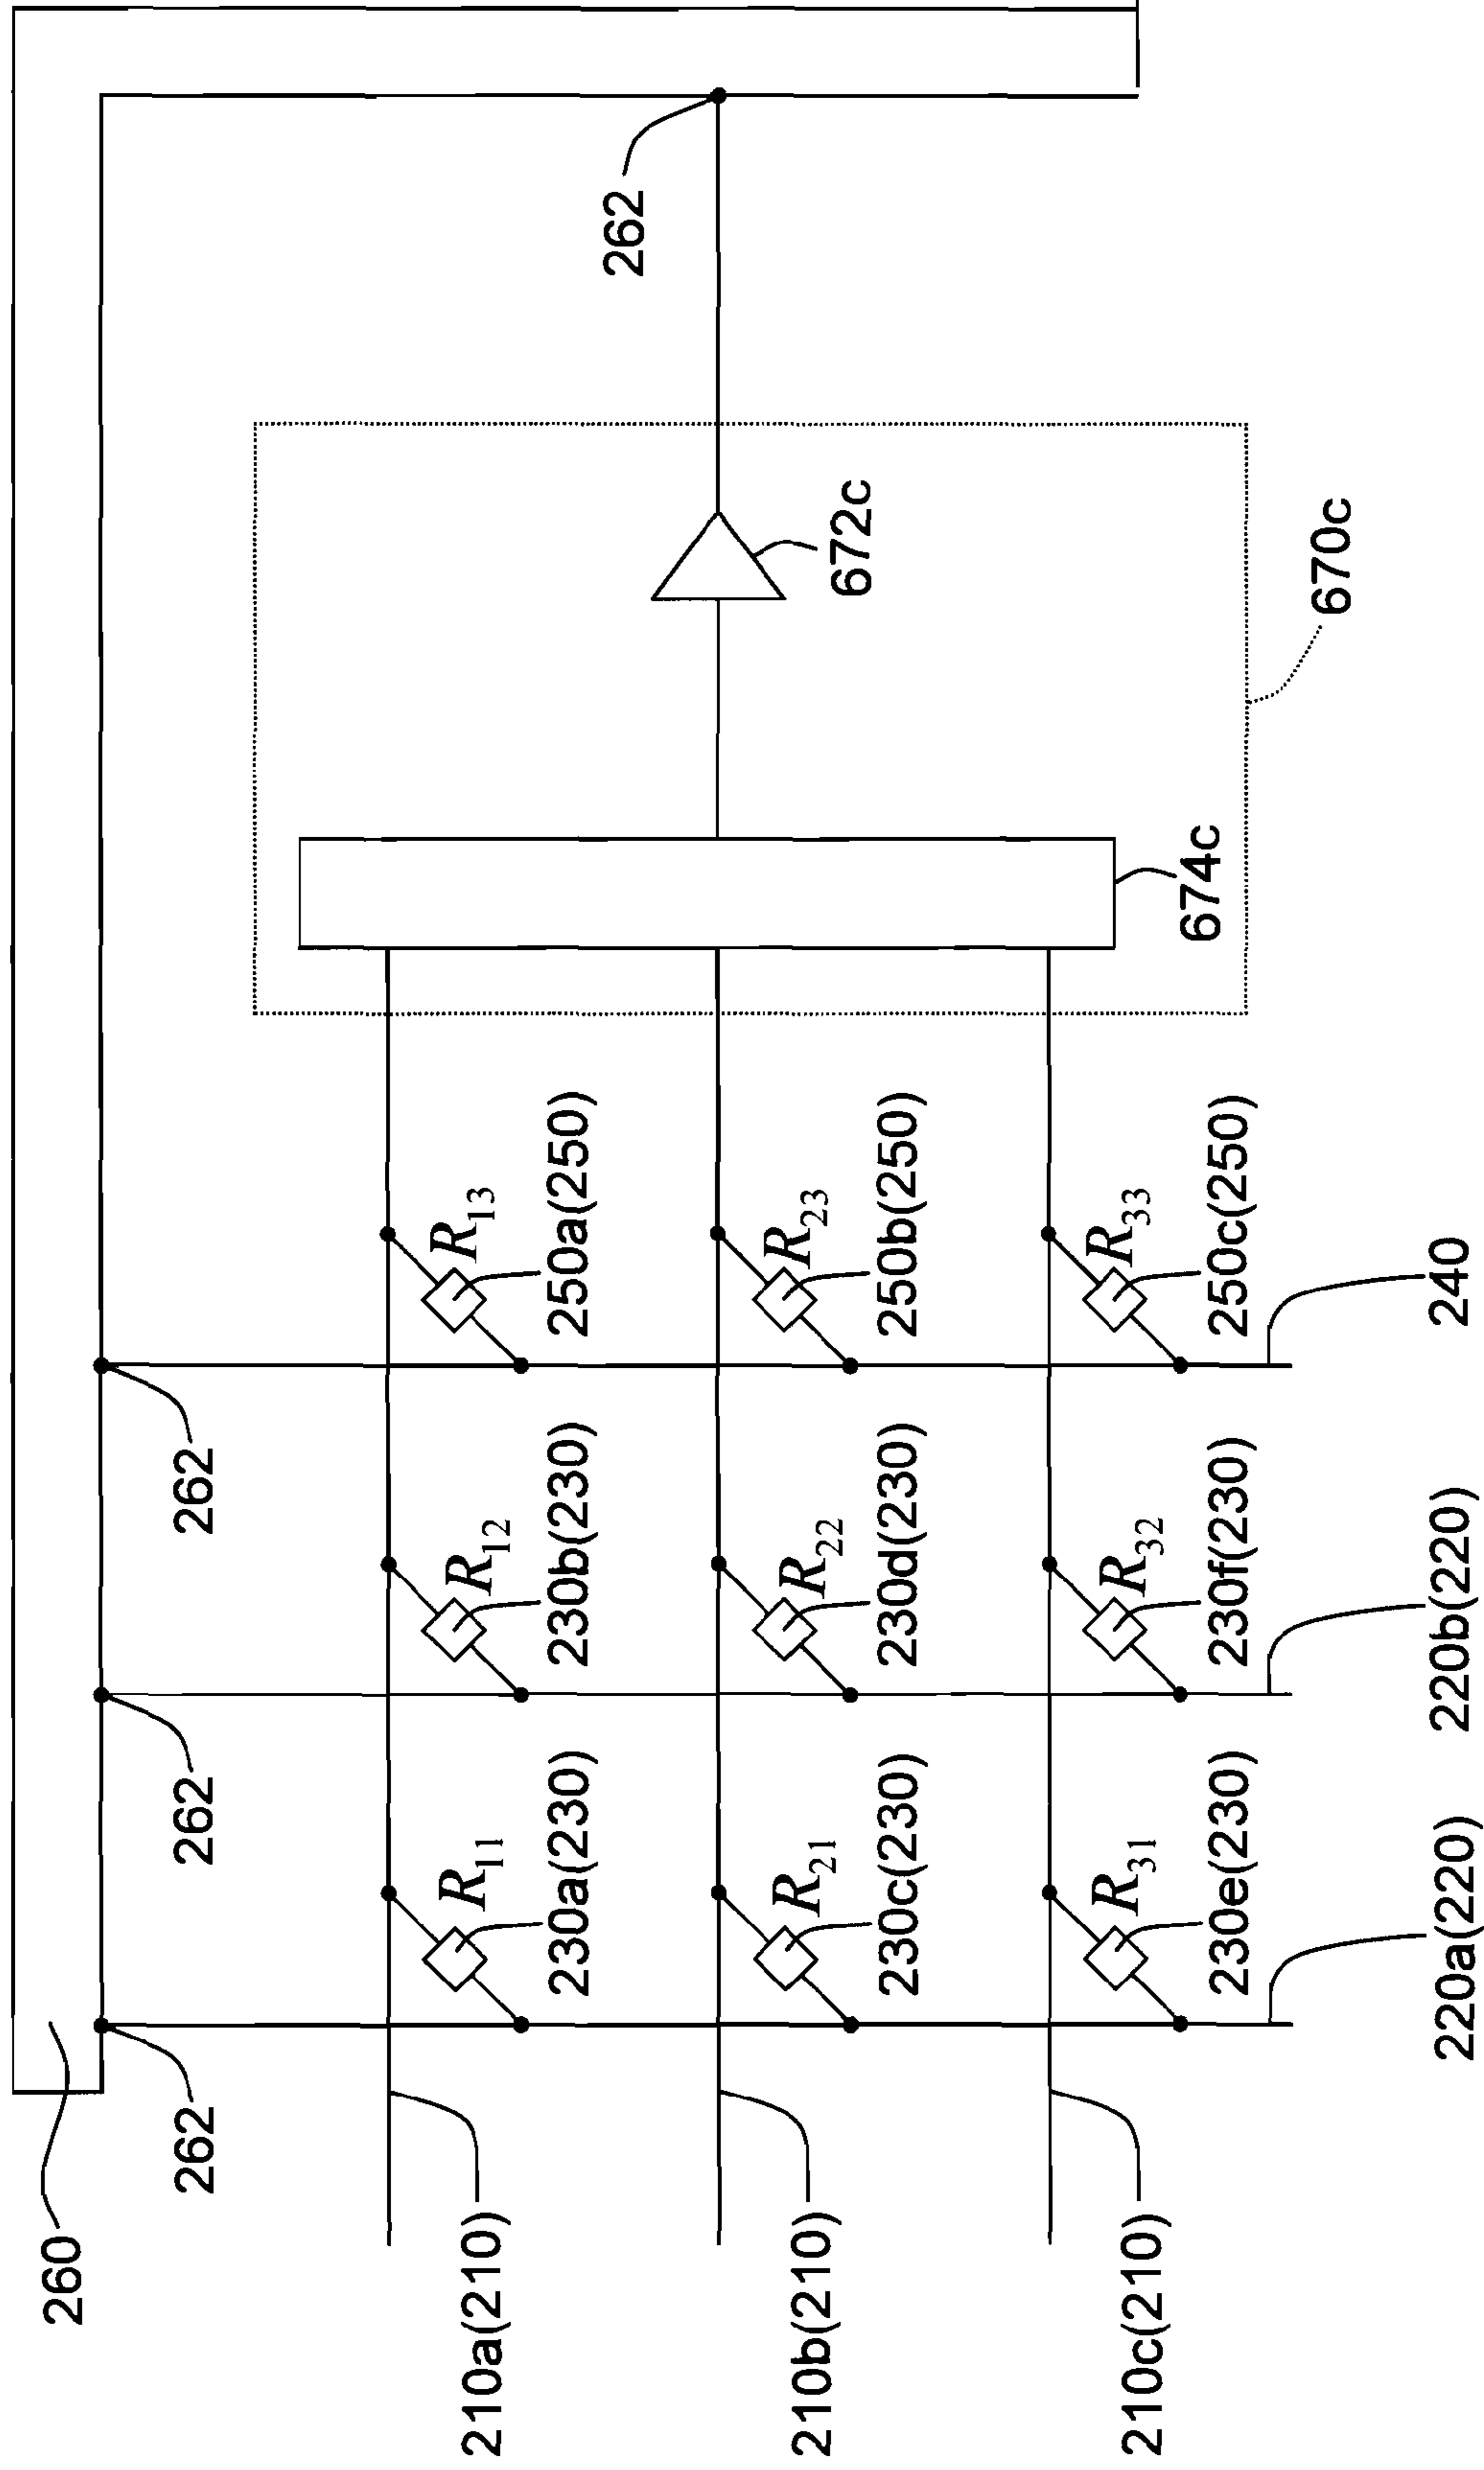 260
262
262
262
262
210a(210)
R11
230a(230)
R12
230b(230)
R13
250a(250)
210b(210)
R21
230c(230)
R22
230d(230)
R23
250b(250)
672c
210c(210)
R31
230e(230)
R32
230f(230)
R33
250c(250)
674c
670c
220a(220)
220b(220)
240